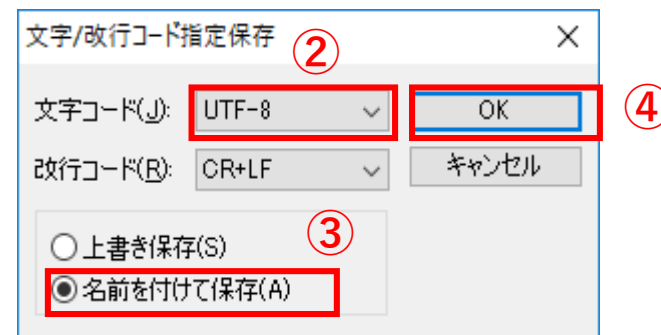 文字/改行コード指定保存
②
文字コード(J): UTF-8 OK ④
改行コード(R): CR+LF キャンセル
③
上書き保存(S)
名前を付けて保存(A)